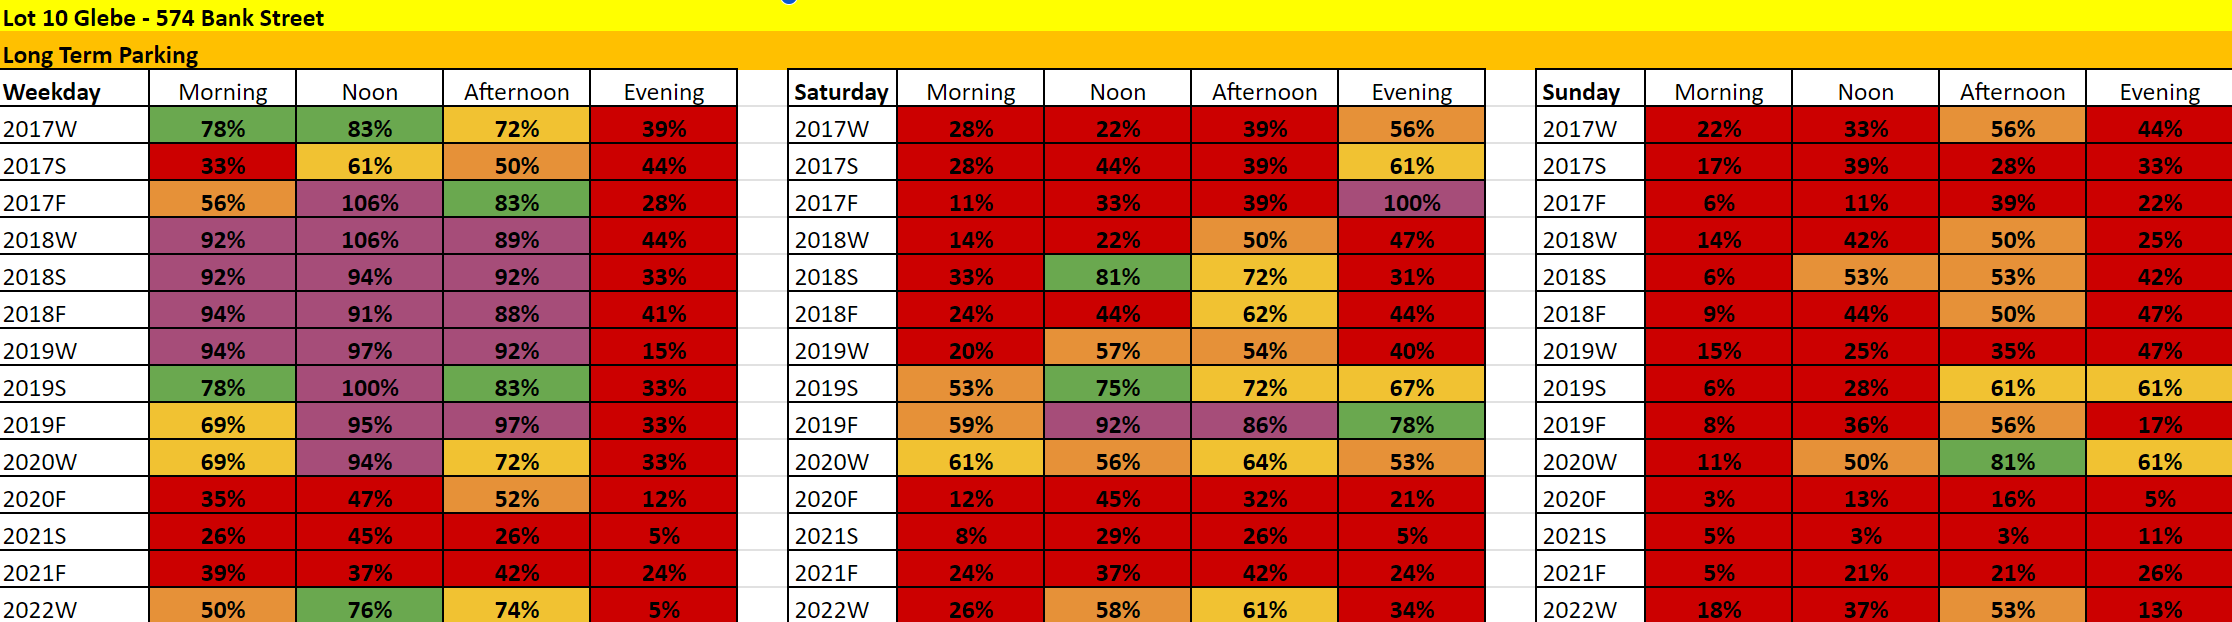 Lot 10 Glebe - 574 Bank Street
Long Term Parking
Weekday Morning Noon Afternoon Evening Saturday Morning Noon Afternoon Evening Sunday Morning Noon Afternoon Evening
2017W 78% 83% 72% 39% 2017W 28% 22% 39% 56% 2017W 22% 33% 56% 44%
2017S 33% 61% 50% 44% 2017S 28% 44% 39% 61% 2017S 17% 39% 28% 33%
2017F 56% 106% 83% 28% 2017F 11% 33% 39% 100% 2017F 6% 11% 39% 22%
2018W 92% 106% 89% 44% 2018W 14% 22% 50% 47% 2018W 14% 42% 50% 25%
2018S 92% 94% 92% 33% 2018S 33% 81% 72% 31% 2018S 6% 53% 53% 42%
2018F 94% 91% 88% 41% 2018F 24% 44% 62% 44% 2018F 9% 44% 50% 47%
2019W 94% 97% 92% 15% 2019W 20% 57% 54% 40% 2019W 15% 25% 35% 47%
2019S 78% 100% 83% 33% 2019S 53% 75% 72% 67% 2019S 6% 28% 61% 61%
2019F 69% 95% 97% 33% 2019F 59% 92% 86% 78% 2019F 8% 36% 56% 17%
2020W 69% 94% 72% 33% 2020W 61% 56% 64% 53% 2020W 11% 50% 81% 61%
2020F 35% 47% 52% 12% 2020F 12% 45% 32% 21% 2020F 3% 13% 16% 5%
2021S 26% 45% 26% 5% 2021S 8% 29% 26% 5% 2021S 5% 3% 3% 11%
2021F 39% 37% 42% 24% 2021F 24% 37% 42% 24% 2021F 5% 21% 21% 26%
2022W 50% 76% 74% 5% 2022W 26% 58% 61% 34% 2022W 18% 37% 53% 13%